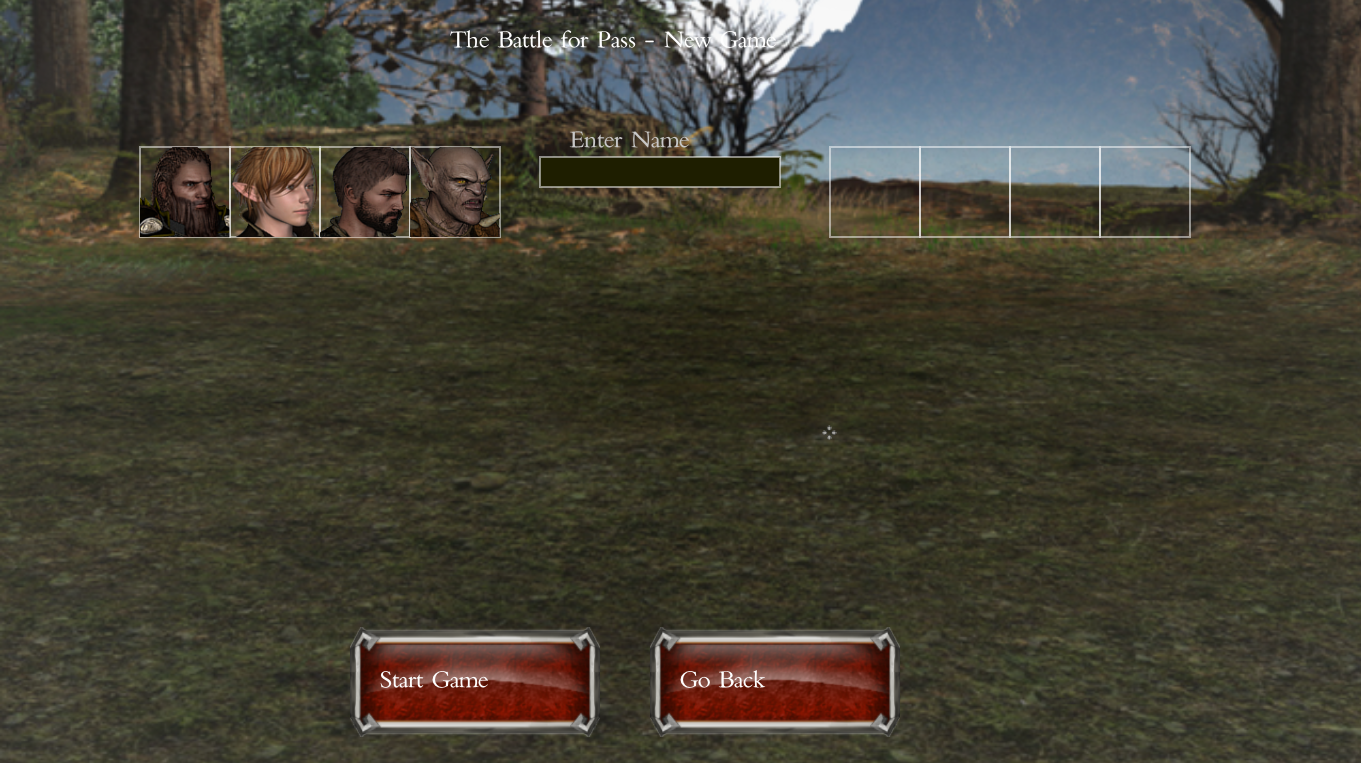 The Battle for Pass - New Game
Enter Name
Start Game
Go Back